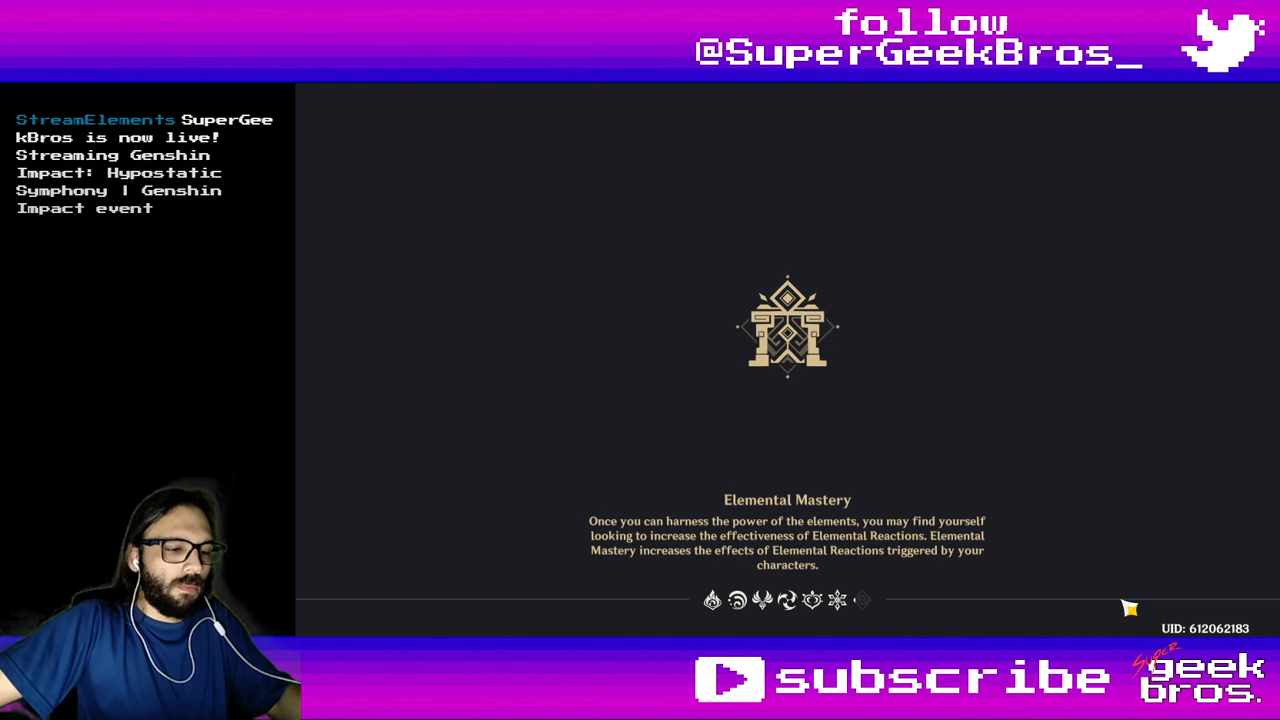 follow
@SuperGeekBros_
StreamElements SuperGee
kBros is now live!
Streaming Genshin
Impact: Hypostatic
Symphony | Genshin
Impact event
Elemental Mastery
Once you can harness the power of the elements, you may find yourself
looking to increase the effectiveness of Elemental Reactions. Elemental
Mastery increases the effects of Elemental Reactions triggered by your
characters.
UID: 612062183
subscribe
SUPER
geek
bros.